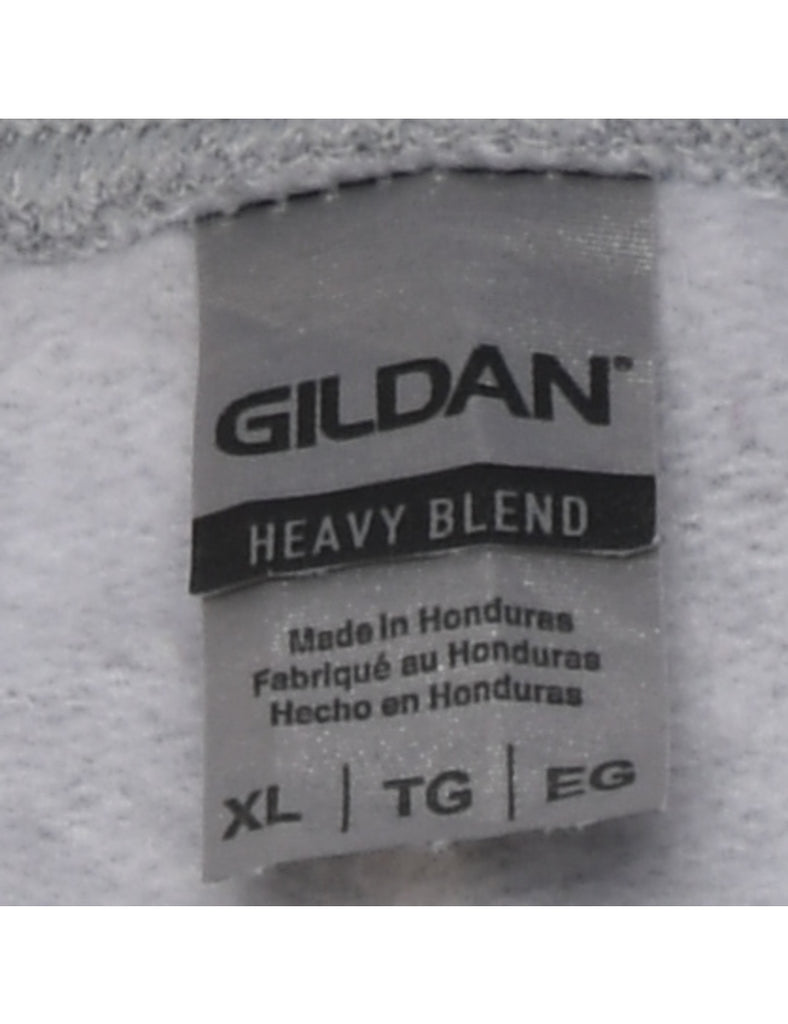 GILDAN®
HEAVY BLEND
Made in Honduras
Fabriqué au Honduras
Hecho en Honduras
XL | TG | EG